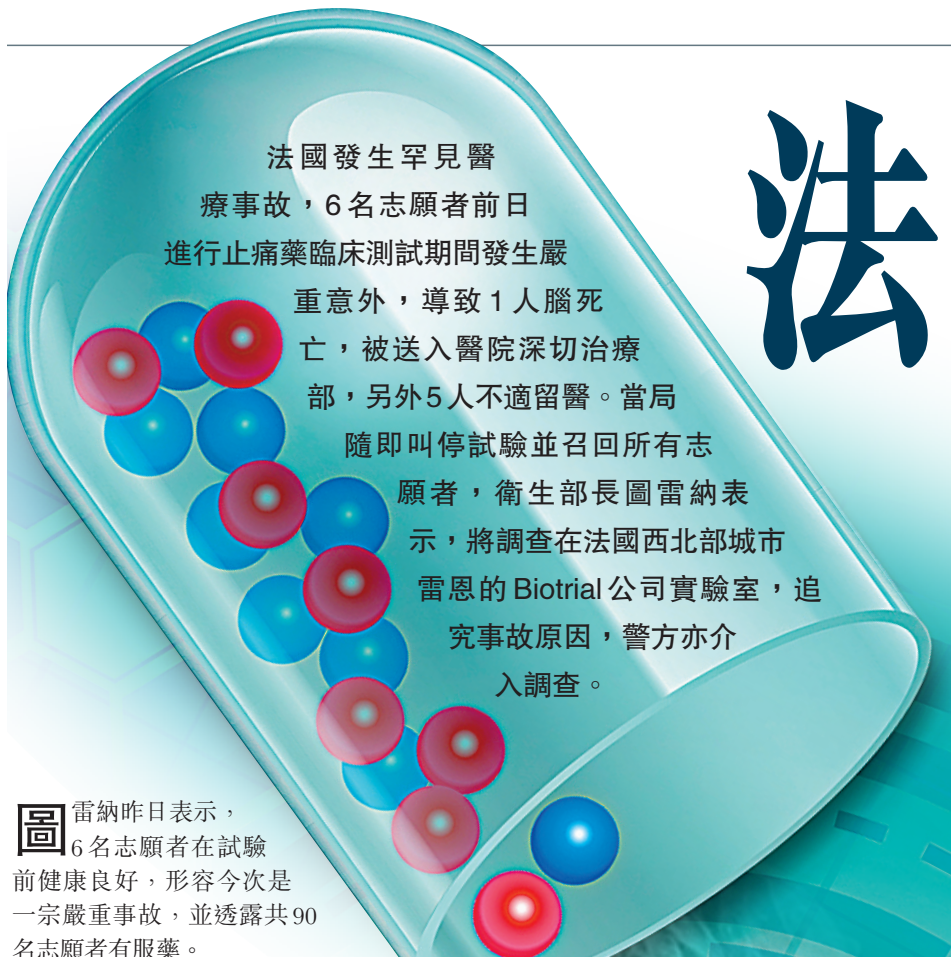 法
法國發生罕見醫
療事故，6名志願者前日
進行止痛藥臨床測試期間發生嚴
重意外，導致1人腦死
亡，被送入醫院深切治療
部，另外5人不適留醫。當局
隨即叫停試驗並召回所有志
願者，衛生部長圖雷納表
示，將調查在法國西北部城市
雷恩的Biotrial公司實驗室，追
究事故原因，警方亦介
入調查。
圖雷納昨日表示，
6名志願者在試驗
前健康良好，形容今次是
一宗嚴重事故，並透露共90
名志願者有服藥。